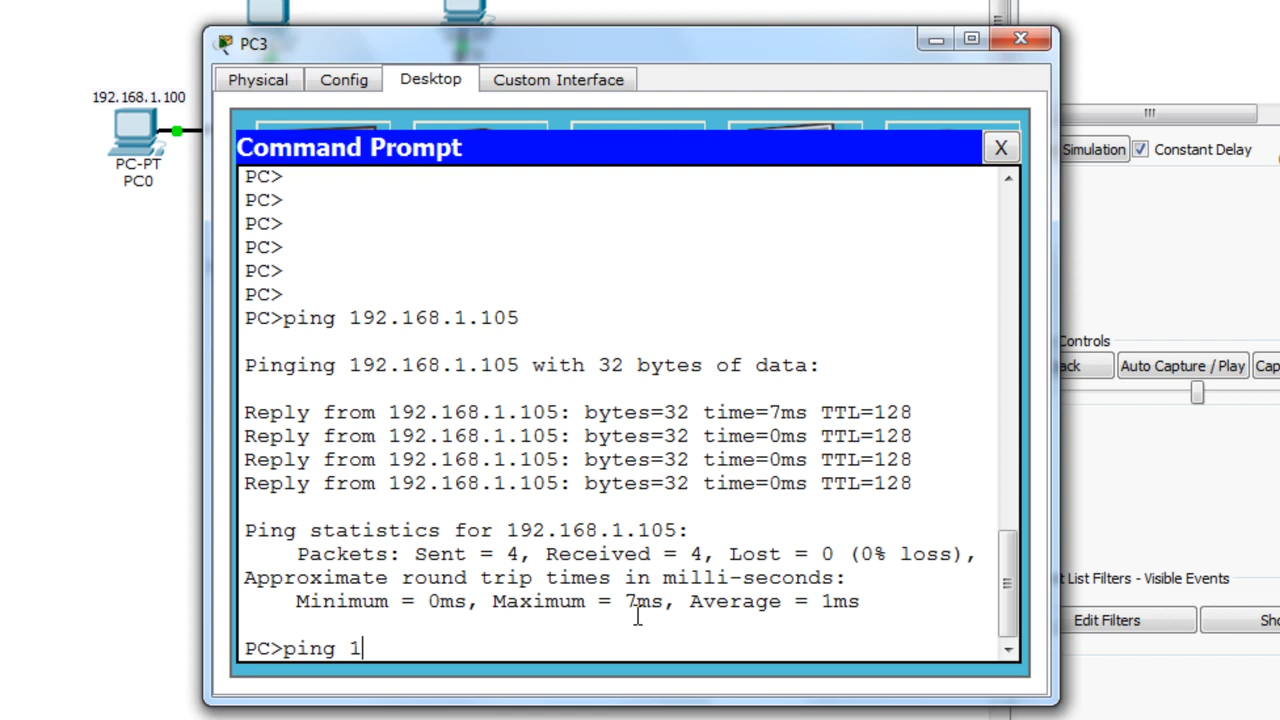 PC3
Physical
Config
Desktop
Custom Interface
192.168.1.100
PC-PT
PC0
Command Prompt
X
PC>
PC>
PC>
PC>
PC>
PC>
PC>ping 192.168.1.105
Pinging 192.168.1.105 with 32 bytes of data:
Reply from 192.168.1.105: bytes=32 time=7ms TTL=128
Reply from 192.168.1.105: bytes=32 time=0ms TTL=128
Reply from 192.168.1.105: bytes=32 time=0ms TTL=128
Reply from 192.168.1.105: bytes=32 time=0ms TTL=128
Ping statistics for 192.168.1.105:
Packets: Sent = 4, Received = 4, Lost = 0 (0% loss),
Approximate round trip times in milli-seconds:
Minimum = 0ms, Maximum = 7ms, Average = 1ms
PC>ping 1
Simulation
Constant Delay
Controls
Auto Capture / Play
List Filters - Visible Events
Edit Filters